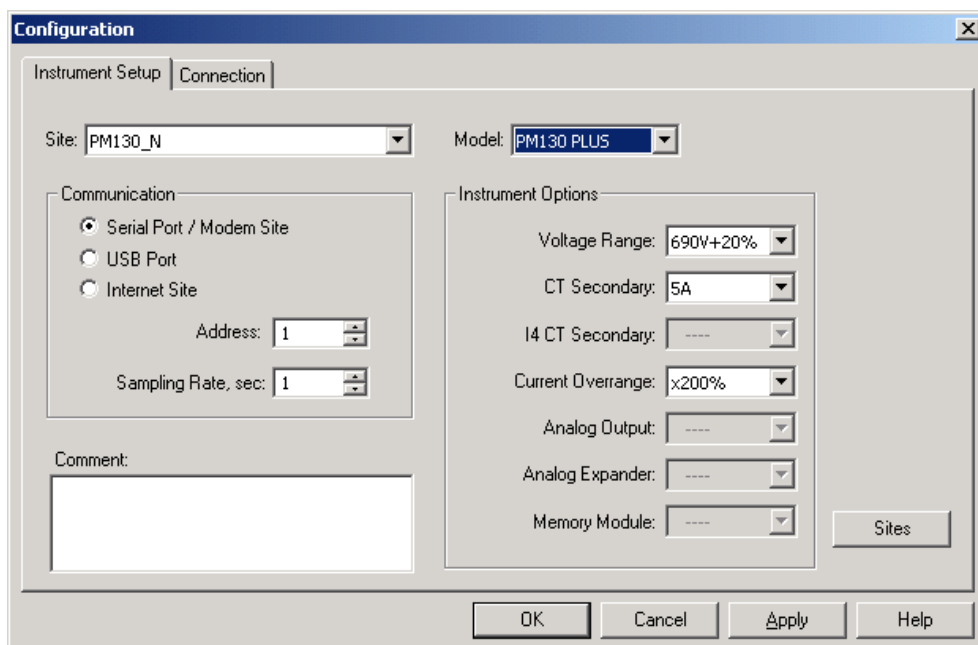 Configuration
Instrument Setup Connection
Site: PM130_N Model: PM130 PLUS
Communication
Serial Port / Modem Site
USB Port
Internet Site
Address: 1
Sampling Rate, sec: 1
Comment:
Instrument Options
Voltage Range: 690V+20%
CT Secondary: 5A
I4 CT Secondary: ----
Current Overrange: x200%
Analog Output: ----
Analog Expander: ----
Memory Module: ----
Sites
OK Cancel Apply Help